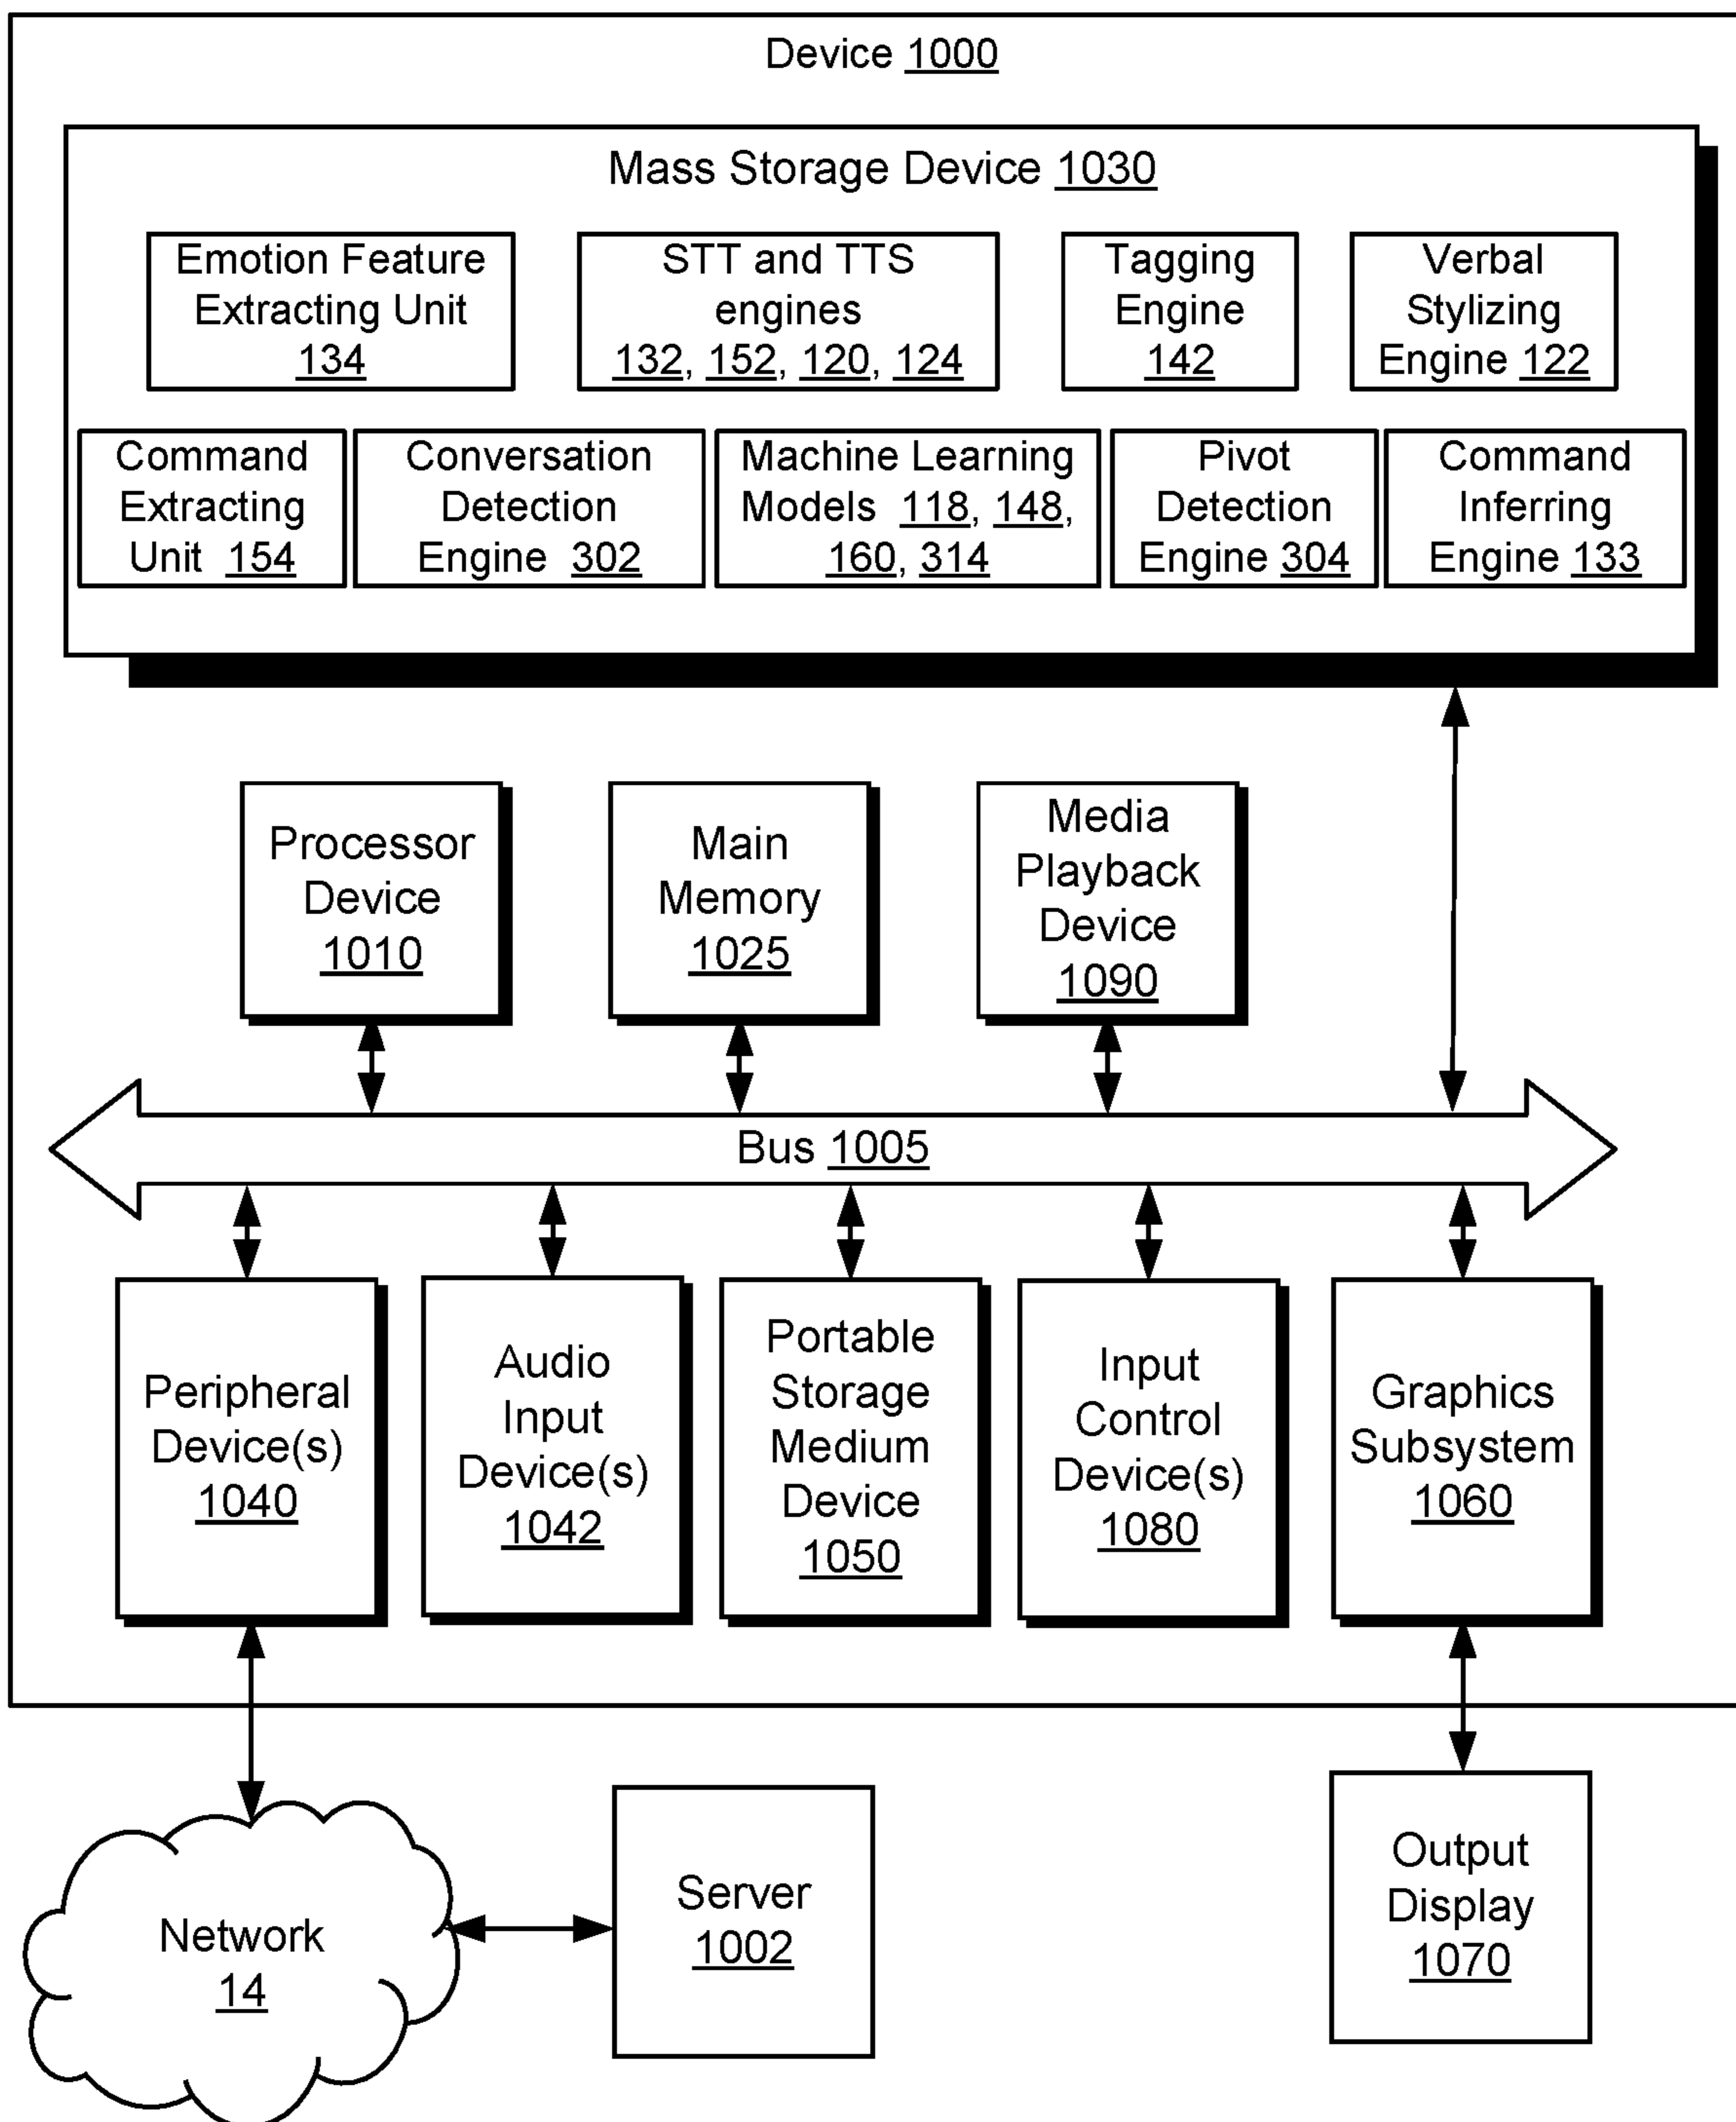 Device 1000
Mass Storage Device 1030
Emotion Feature
Extracting Unit
134
STT and TTS
engines
132, 152, 120, 124
Tagging
Engine
142
Verbal
Stylizing
Engine 122
Command
Extracting
Unit 154
Conversation
Detection
Engine 302
Machine Learning
Models 118, 148,
160, 314
Pivot
Detection
Engine 304
Command
Inferring
Engine 133
Processor
Device
1010
Main
Memory
1025
Media
Playback
Device
1090
Bus 1005
Peripheral
Device(s)
1040
Audio
Input
Device(s)
1042
Portable
Storage
Medium
Device
1050
Input
Control
Device(s)
1080
Graphics
Subsystem
1060
Network
14
Server
1002
Output
Display
1070